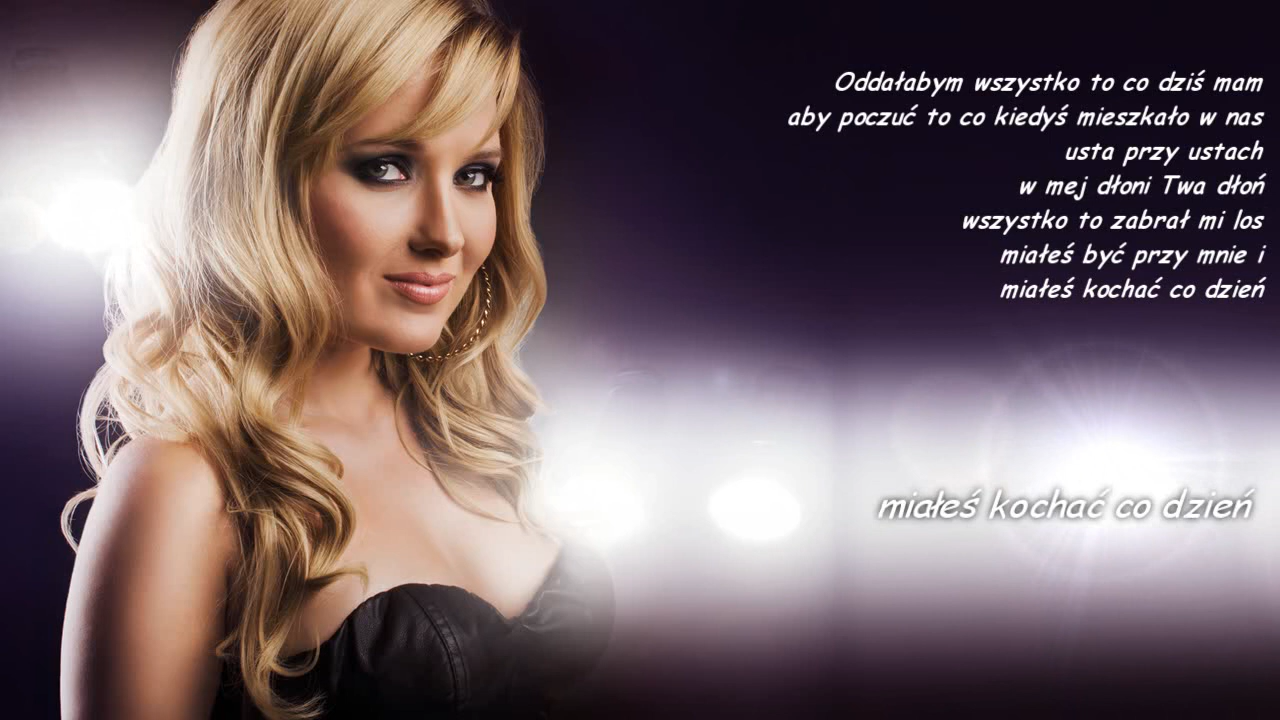 Oddałabym wszystko to co dziś mam
aby poczuć to co kiedyś mieszkało w nas
usta przy ustach
w mej dłoni Twa dłoń
wszystko to zabrał mi los
miałeś być przy mnie i
miałeś kochać co dzień
miałeś kochać co dzień